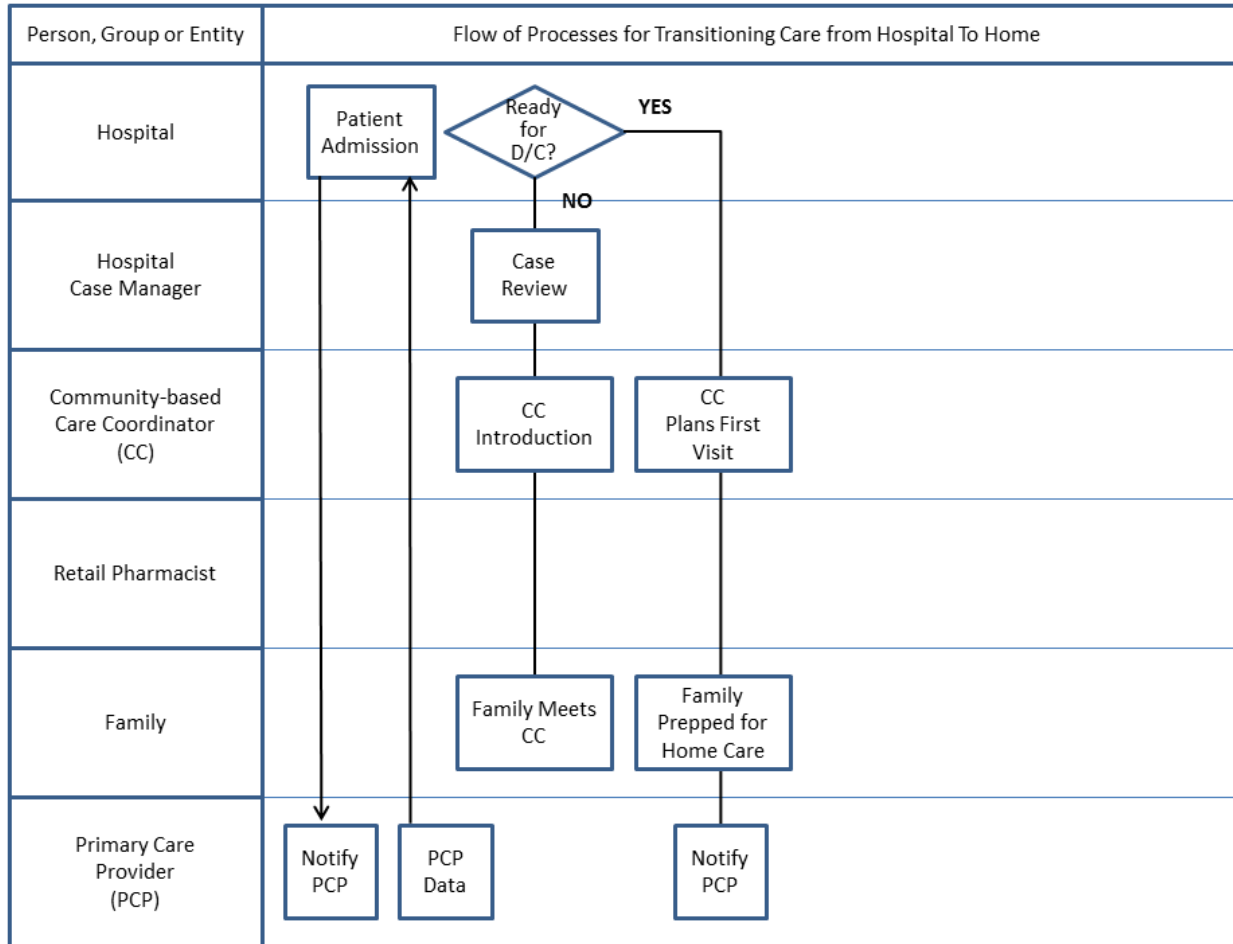 Person, Group or Entity
Flow of Processes for Transitioning Care from Hospital To Home
Hospital
Patient
Admission
Ready
for
D/C?
YES
NO
Hospital
Case Manager
Case
Review
Community-based
Care Coordinator
(CC)
CC
Introduction
CC
Plans First
Visit
Retail Pharmacist
Family
Family Meets
CC
Family
Prepped for
Home Care
Primary Care
Provider
(PCP)
Notify
PCP
PCP
Data
Notify
PCP